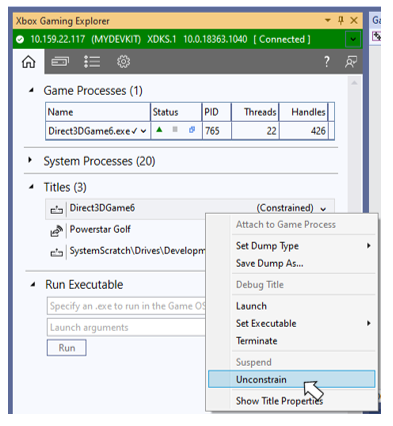 Xbox Gaming Explorer
10.159.22.117 (MYDEVKIT) XDKS.1 10.0.18363.1040 [ Connected ]
?
Game Processes (1)
Name Status PID Threads Handles
Direct3DGame6.exe 765 22 426
System Processes (20)
Titles (3)
Direct3DGame6 (Constrained)
Powerstar Golf
SystemScratch\Drives\Developm
Attach to Game Process
Set Dump Type
Save Dump As...
Debug Title
Launch
Set Executable
Terminate
Suspend
Unconstrain
Show Title Properties
Run Executable
Specify an .exe to run in the Game OS
Launch arguments
Run